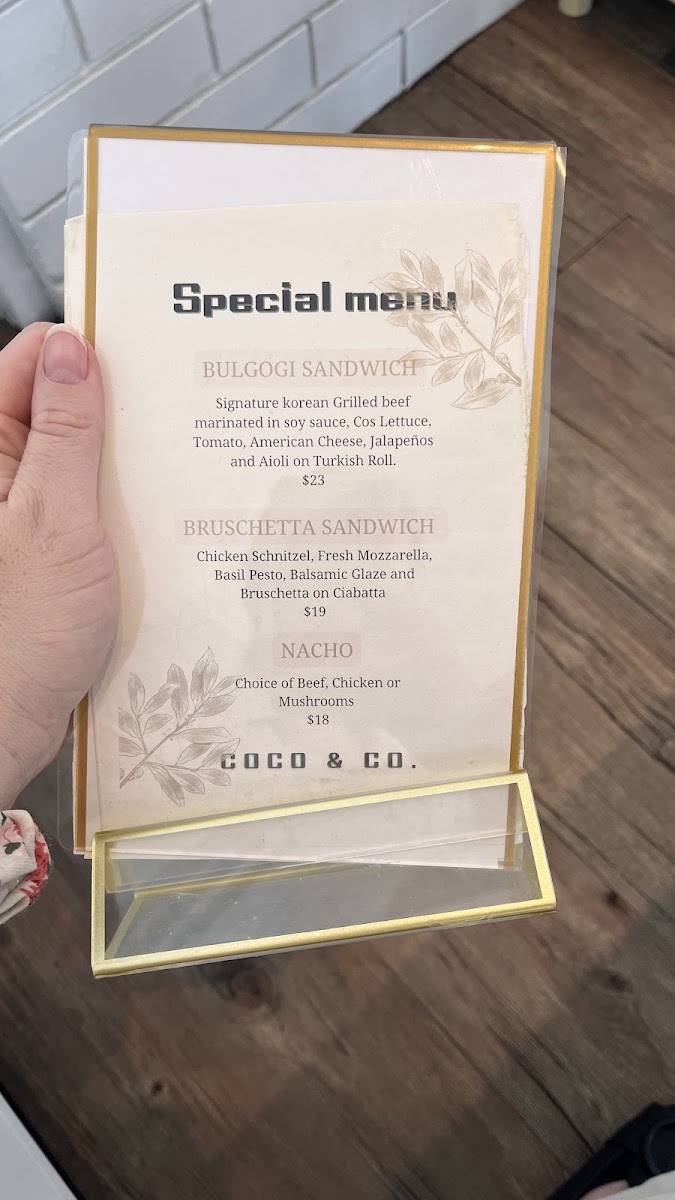 Special menu
BULGOGI SANDWICH
Signature korean Grilled beef
marinated in soy sauce, Cos Lettuce,
Tomato, American Cheese, Jalapeños
and Aioli on Turkish Roll.
$23
BRUSCHETTA SANDWICH
Chicken Schnitzel, Fresh Mozzarella,
Basil Pesto, Balsamic Glaze and
Bruschetta on Ciabatta
$19
NACHO
Choice of Beef, Chicken or
Mushrooms
$18
COCO & CO.